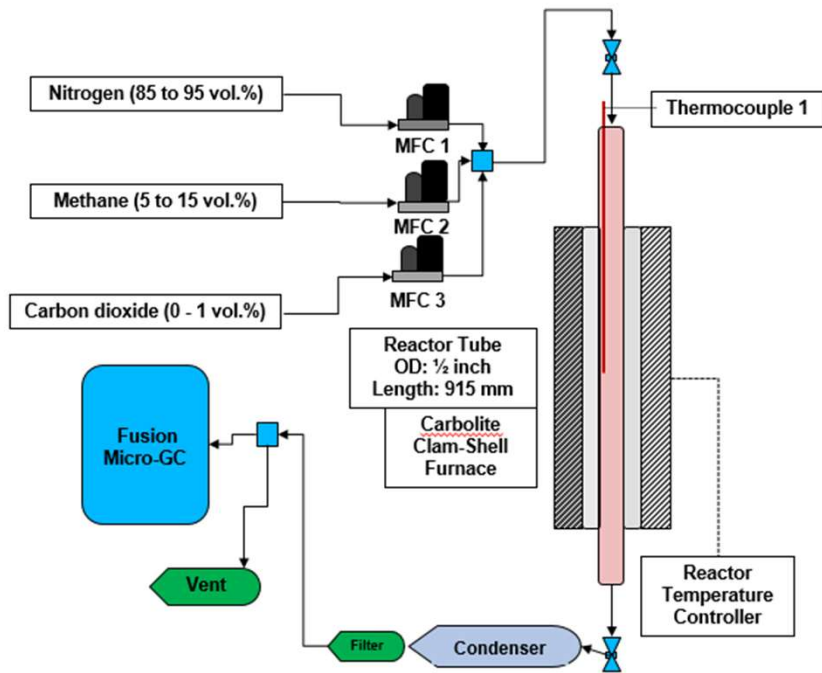 Nitrogen (85 to 95 vol.%)
MFC 1
Thermocouple 1
Methane (5 to 15 vol.%)
MFC 2
Carbon dioxide (0 - 1 vol.%)
MFC 3
Reactor Tube
OD: ½ inch
Length: 915 mm
Carbolite
Clam-Shell
Furnace
Fusion
Micro-GC
Vent
Reactor
Temperature
Controller
Filter
Condenser